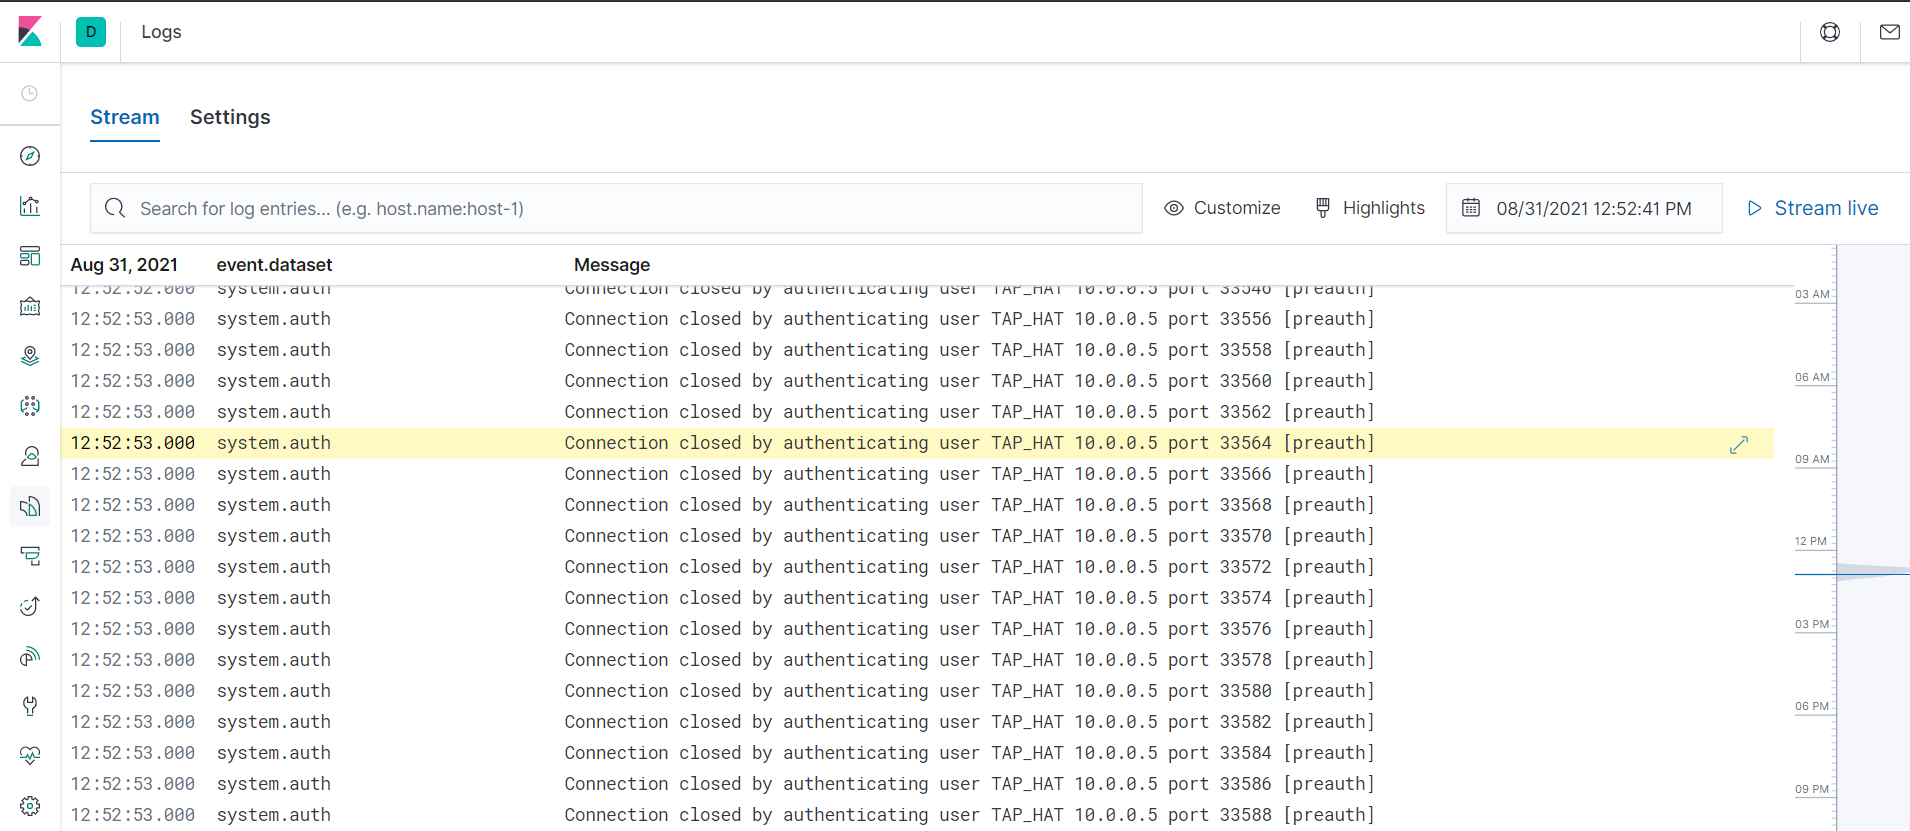 D Logs
Stream Settings
Search for log entries... (e.g. host.name:host-1) Customize Highlights 08/31/2021 12:52:41 PM Stream live
Aug 31, 2021 event.dataset Message
12:52:52.000 system.auth Connection closed by authenticating user TAP_HAT 10.0.0.5 port 33546 [preauth]
03 AM
12:52:53.000 system.auth Connection closed by authenticating user TAP_HAT 10.0.0.5 port 33556 [preauth]
12:52:53.000 system.auth Connection closed by authenticating user TAP_HAT 10.0.0.5 port 33558 [preauth]
12:52:53.000 system.auth Connection closed by authenticating user TAP_HAT 10.0.0.5 port 33560 [preauth]
06 AM
12:52:53.000 system.auth Connection closed by authenticating user TAP_HAT 10.0.0.5 port 33562 [preauth]
12:52:53.000 system.auth Connection closed by authenticating user TAP_HAT 10.0.0.5 port 33564 [preauth]
09 AM
12:52:53.000 system.auth Connection closed by authenticating user TAP_HAT 10.0.0.5 port 33566 [preauth]
12:52:53.000 system.auth Connection closed by authenticating user TAP_HAT 10.0.0.5 port 33568 [preauth]
12:52:53.000 system.auth Connection closed by authenticating user TAP_HAT 10.0.0.5 port 33570 [preauth]
12 PM
12:52:53.000 system.auth Connection closed by authenticating user TAP_HAT 10.0.0.5 port 33572 [preauth]
12:52:53.000 system.auth Connection closed by authenticating user TAP_HAT 10.0.0.5 port 33574 [preauth]
03 PM
12:52:53.000 system.auth Connection closed by authenticating user TAP_HAT 10.0.0.5 port 33576 [preauth]
12:52:53.000 system.auth Connection closed by authenticating user TAP_HAT 10.0.0.5 port 33578 [preauth]
12:52:53.000 system.auth Connection closed by authenticating user TAP_HAT 10.0.0.5 port 33580 [preauth]
06 PM
12:52:53.000 system.auth Connection closed by authenticating user TAP_HAT 10.0.0.5 port 33582 [preauth]
12:52:53.000 system.auth Connection closed by authenticating user TAP_HAT 10.0.0.5 port 33584 [preauth]
12:52:53.000 system.auth Connection closed by authenticating user TAP_HAT 10.0.0.5 port 33586 [preauth]
09 PM
12:52:53.000 system.auth Connection closed by authenticating user TAP_HAT 10.0.0.5 port 33588 [preauth]